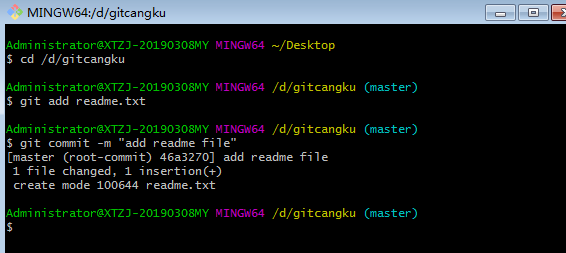 MINGW64:/d/gitcangku
Administrator@XTZJ-20190308MY MINGW64 ~/Desktop
$ cd /d/gitcangku
Administrator@XTZJ-20190308MY MINGW64 /d/gitcangku (master)
$ git add readme.txt
Administrator@XTZJ-20190308MY MINGW64 /d/gitcangku (master)
$ git commit -m "add readme file"
[master (root-commit) 46a3270] add readme file
 1 file changed, 1 insertion(+)
 create mode 100644 readme.txt
Administrator@XTZJ-20190308MY MINGW64 /d/gitcangku (master)
$